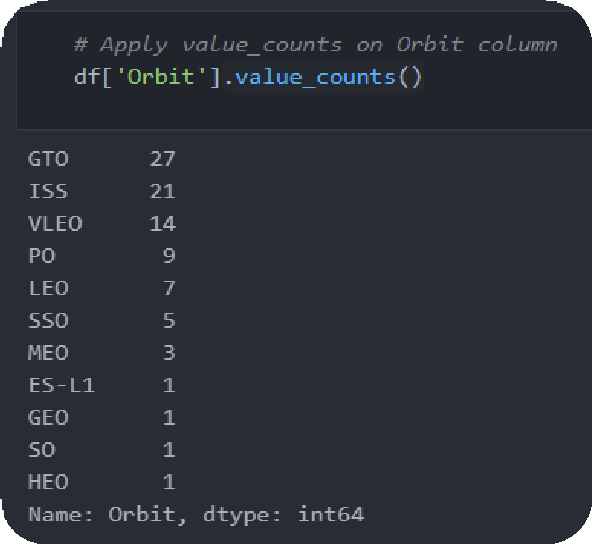 # Apply value_counts on Orbit column
df['Orbit'].value_counts()
GTO 27
ISS 21
VLEO 14
PO 9
LEO 7
SSO 5
MEO 3
ES-L1 1
GEO 1
SO 1
HEO 1
Name: Orbit, dtype: int64